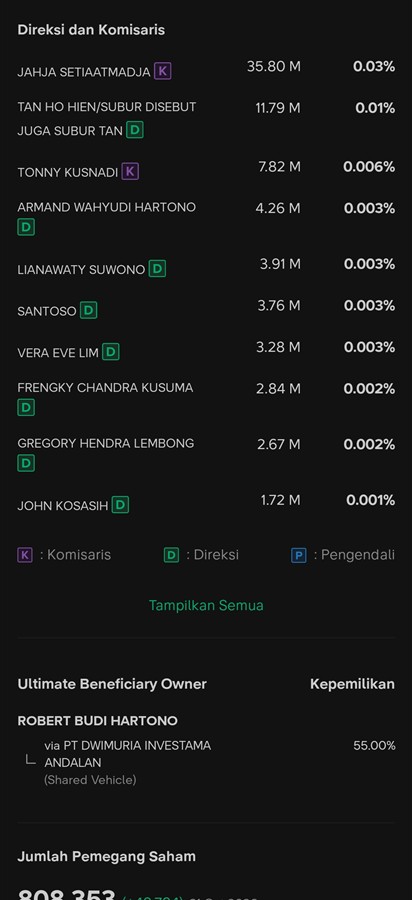 Direksi dan Komisaris
JAHJA SETIAATMADJA K 35.80 M 0.03%
TAN HO HIEN/SUBUR DISEBUT 11.79 M 0.01%
JUGA SUBUR TAN D
TONNY KUSNADI K 7.82 M 0.006%
ARMAND WAHYUDI HARTONO 4.26 M 0.003%
D
LIANAWATY SUWONO D 3.91 M 0.003%
SANTOSO D 3.76 M 0.003%
VERA EVE LIM D 3.28 M 0.003%
FRENGKY CHANDRA KUSUMA 2.84 M 0.002%
D
GREGORY HENDRA LEMBONG 2.67 M 0.002%
D
JOHN KOSASIH D 1.72 M 0.001%
K : Komisaris D : Direksi P : Pengendali
Tampilkan Semua
Ultimate Beneficiary Owner Kepemilikan
ROBERT BUDI HARTONO
via PT DWIMURIA INVESTAMA 55.00%
ANDALAN
(Shared Vehicle)
Jumlah Pemegang Saham
808,353